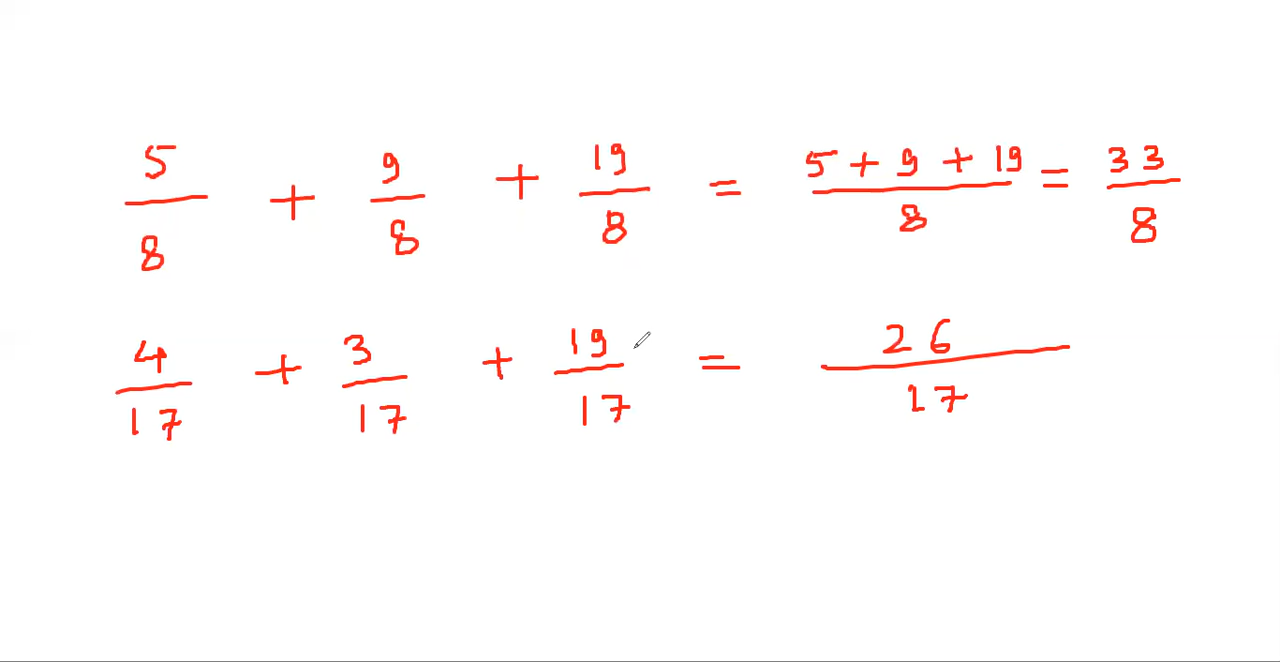 5/8 + 9/8 + 19/8 = (5 + 9 + 19)/8 = 33/8
4/17 + 3/17 + 19/17 = 26/17